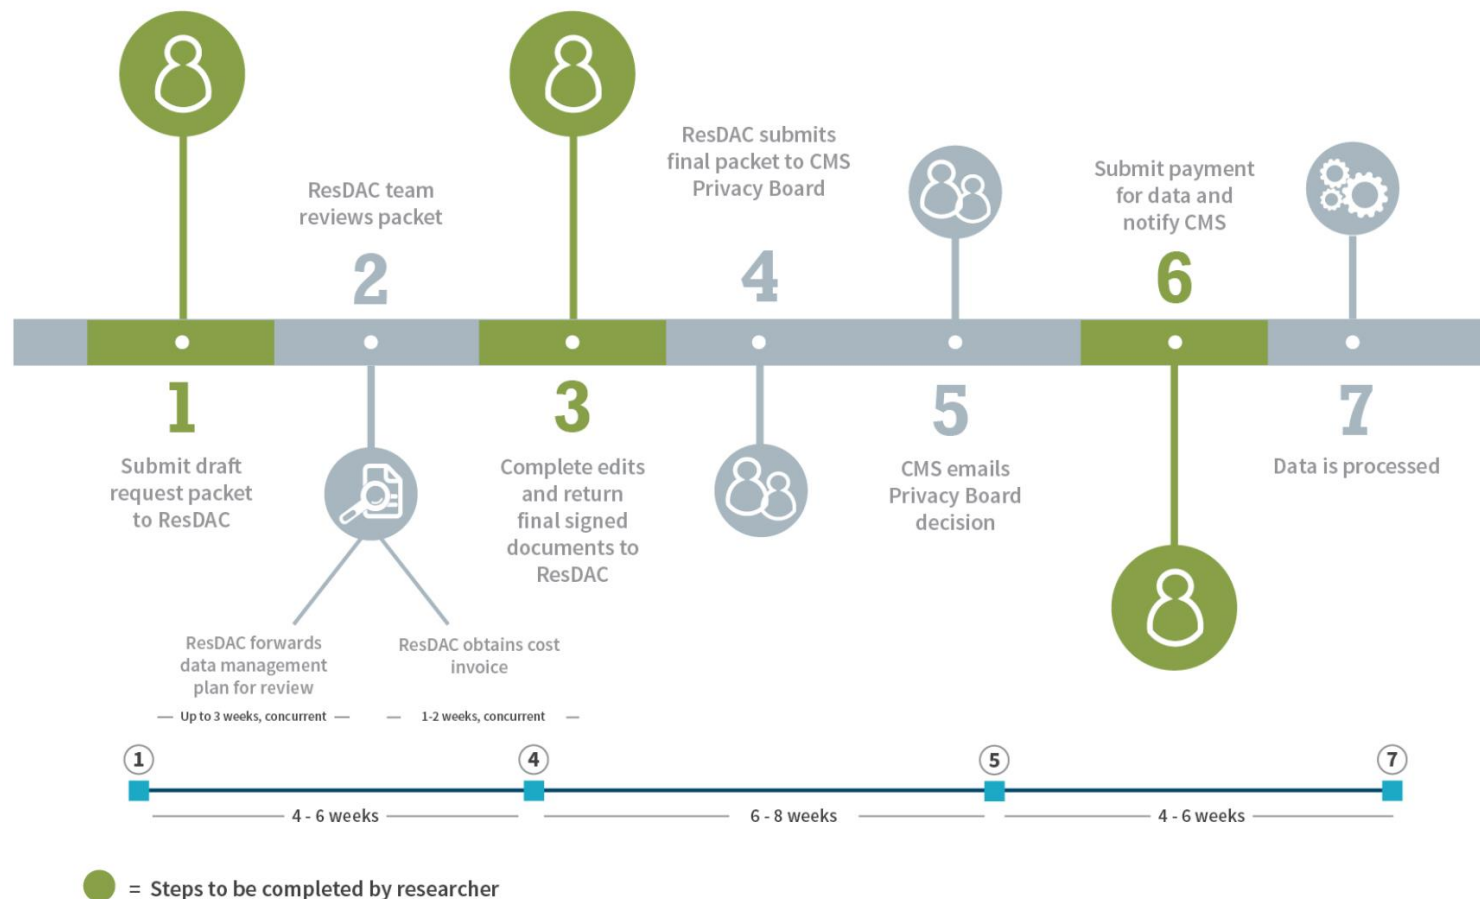 ResDAC team
reviews packet
ResDAC submits
final packet to CMS
Privacy Board
Submit payment
for data and
notify CMS
2
4
6
1
Submit draft
request packet
to ResDAC
3
Complete edits
and return
final signed
documents to
ResDAC
5
CMS emails
Privacy Board
decision
7
Data is processed
ResDAC forwards
data management
plan for review
Up to 3 weeks, concurrent
ResDAC obtains cost
invoice
1-2 weeks, concurrent
1
4
5
7
4 - 6 weeks
6 - 8 weeks
4 - 6 weeks
= Steps to be completed by researcher